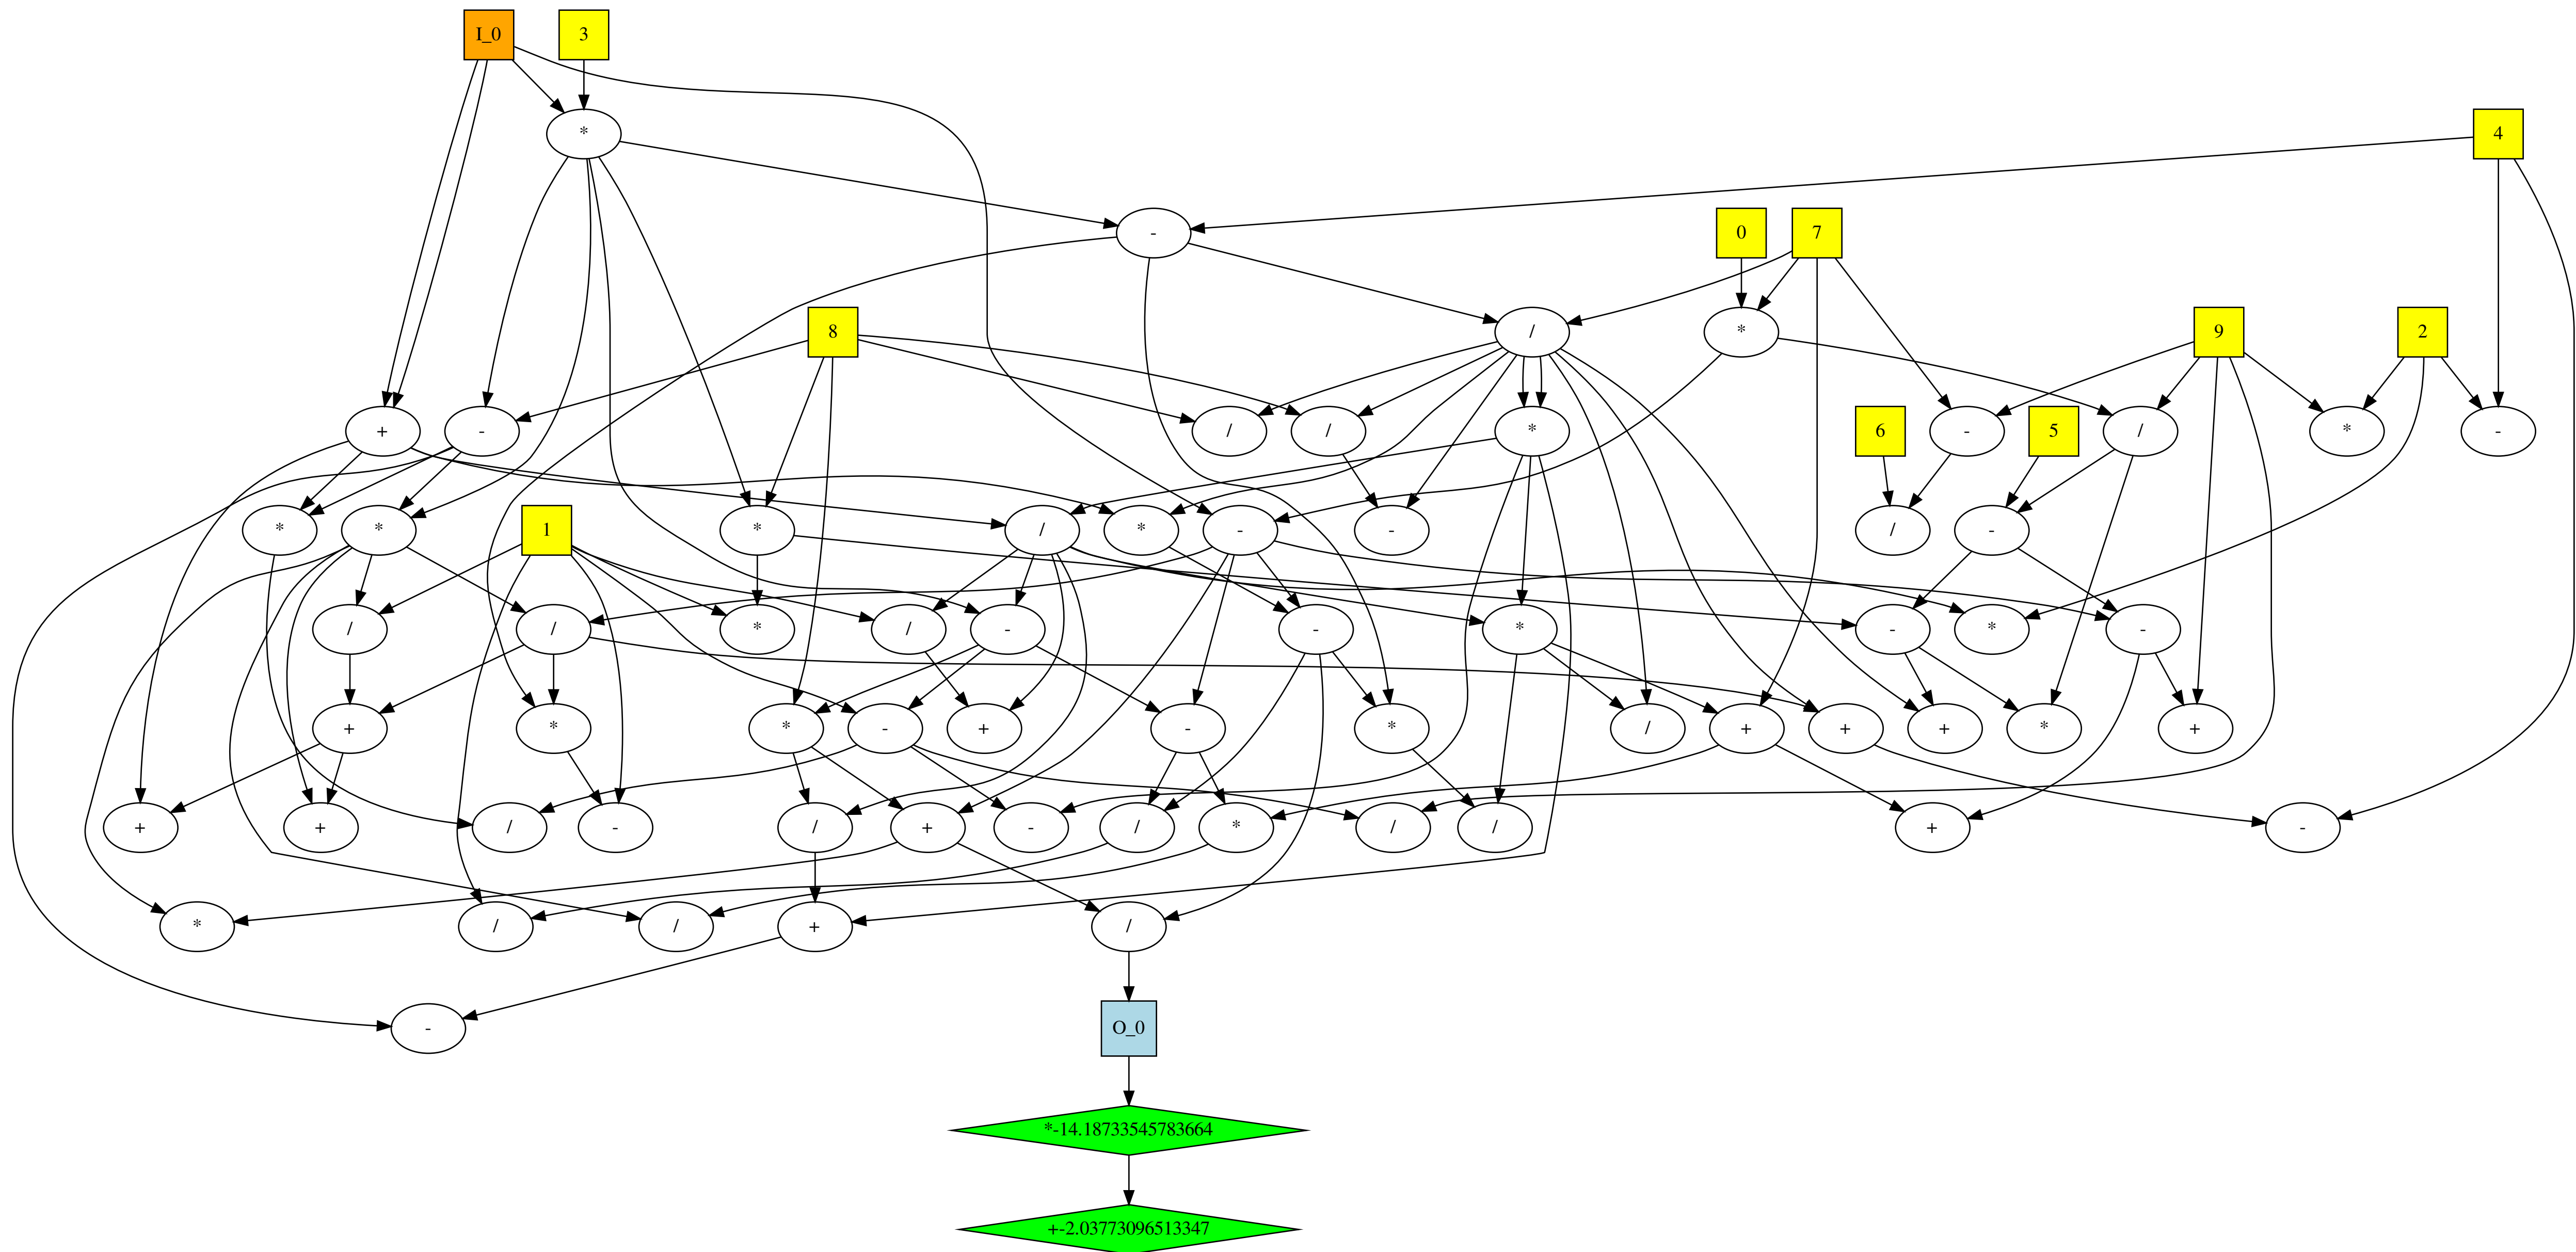 I_0 3
*
4
-
0 7
8 / * 9 2
+ - / / * 6 - 5 / * -
* * 1 * / * - - / -
/ / * / - - * - * -
+ * * - + - * / + + + * +
+ + / - / + - / * / / + -
* / / + /
- O_0
*-14.18733545783664
+-2.03773096513347